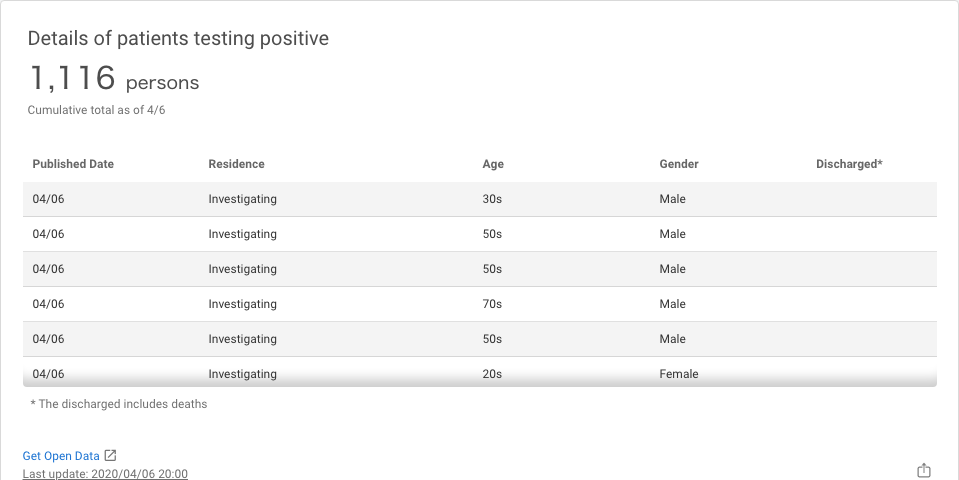 Details of patients testing positive
1,116 persons
Cumulative total as of 4/6
Published Date Residence Age Gender Discharged*
04/06 Investigating 30s Male
04/06 Investigating 50s Male
04/06 Investigating 50s Male
04/06 Investigating 70s Male
04/06 Investigating 50s Male
04/06 Investigating 20s Female
* The discharged includes deaths
Get Open Data
Last update: 2020/04/06 20:00